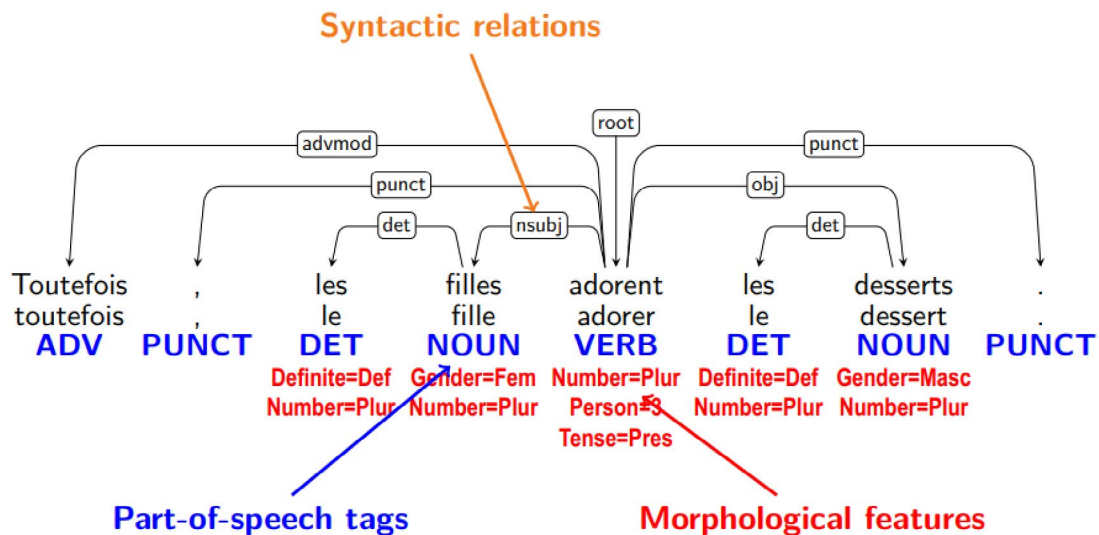 Syntactic relations
root
advmod
punct
punct
obj
det
nsubj
det
Toutefois , les filles adorent les desserts .
toutefois , le fille adorer le dessert .
ADV PUNCT DET NOUN VERB DET NOUN PUNCT
Definite=Def Gender=Fem Number=Plur Definite=Def Gender=Masc
Number=Plur Number=Plur Person=3 Number=Plur Number=Plur
Tense=Pres
Part-of-speech tags
Morphological features